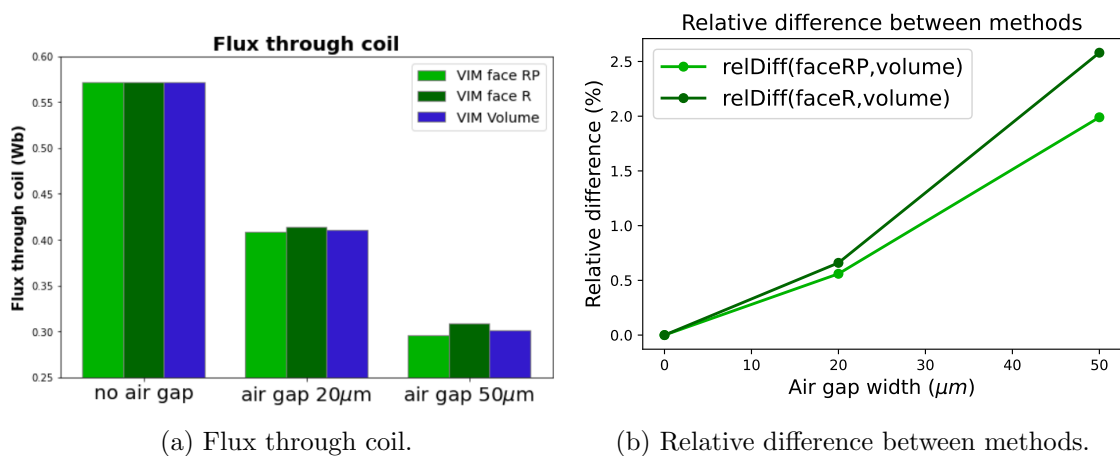 Flux through coil
Flux through coil (Wb)
0.60
0.55
0.50
0.45
0.40
0.35
0.30
0.25
VIM face RP
VIM face R
VIM Volume
no air gap
air gap 20μm
air gap 50μm
(a) Flux through coil.
Relative difference between methods
Relative difference (%)
2.5
2.0
1.5
1.0
0.5
0.0
relDiff(faceRP,volume)
relDiff(faceR,volume)
0 10 20 30 40 50
Air gap width (μm)
(b) Relative difference between methods.